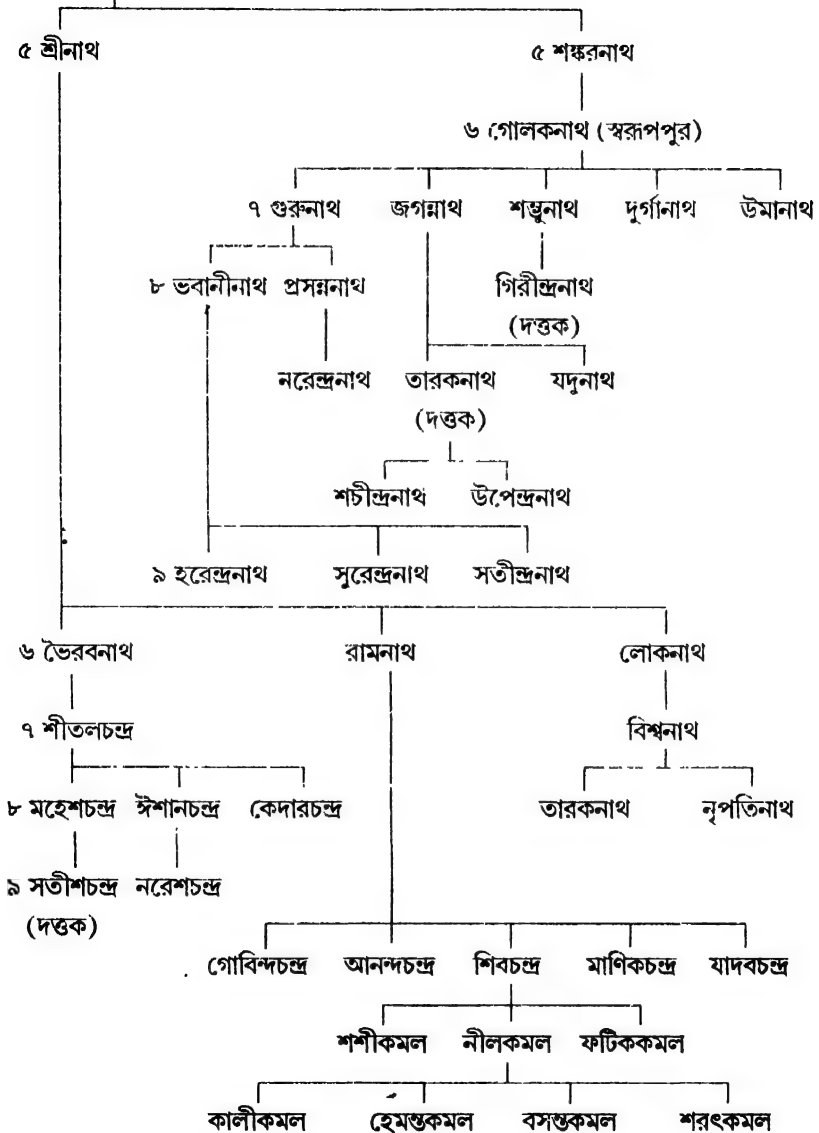 ৫ শ্রীনাথ ৫ শঙ্করনাথ
৬ গোলকনাথ (স্বরূপপুর)
৭ গুরুনাথ জগন্নাথ শম্ভুনাথ দুর্গানাথ উমানাথ
৮ ভবানীনাথ প্রসন্ননাথ গিরীন্দ্রনাথ
(দত্তক)
নরেন্দ্রনাথ তারকনাথ যদুনাথ
(দত্তক)
শচীন্দ্রনাথ উপেন্দ্রনাথ
৯ হরেন্দ্রনাথ সুরেন্দ্রনাথ সতীন্দ্রনাথ
৬ ভৈরবনাথ রামনাথ লোকনাথ
৭ শীতলচন্দ্র বিশ্বনাথ
৮ মহেশচন্দ্র ঈশানচন্দ্র কেদারচন্দ্র তারকনাথ নৃপতিনাথ
৯ সতীশচন্দ্র নরেশচন্দ্র
(দত্তক)
গোবিন্দচন্দ্র আনন্দচন্দ্র শিবচন্দ্র মাণিকচন্দ্র যাদবচন্দ্র
শশীকমল নীলকমল ফটিককমল
কালীকমল হেমন্তকমল বসন্তকমল শরৎকমল